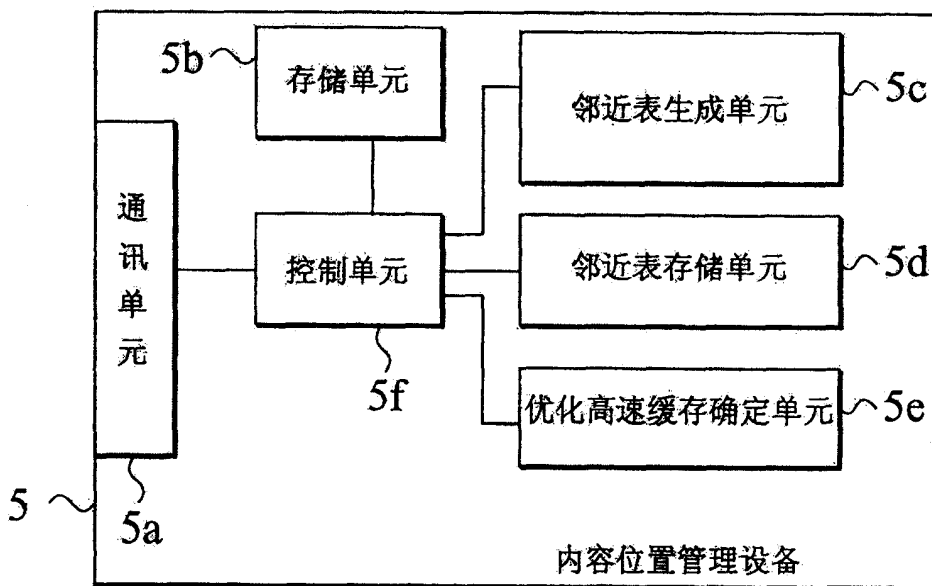 5b
存储单元
邻近表生成单元
5c
通讯单元
控制单元
邻近表存储单元
5d
5f
优化高速缓存确定单元
5e
5
5a
内容位置管理设备